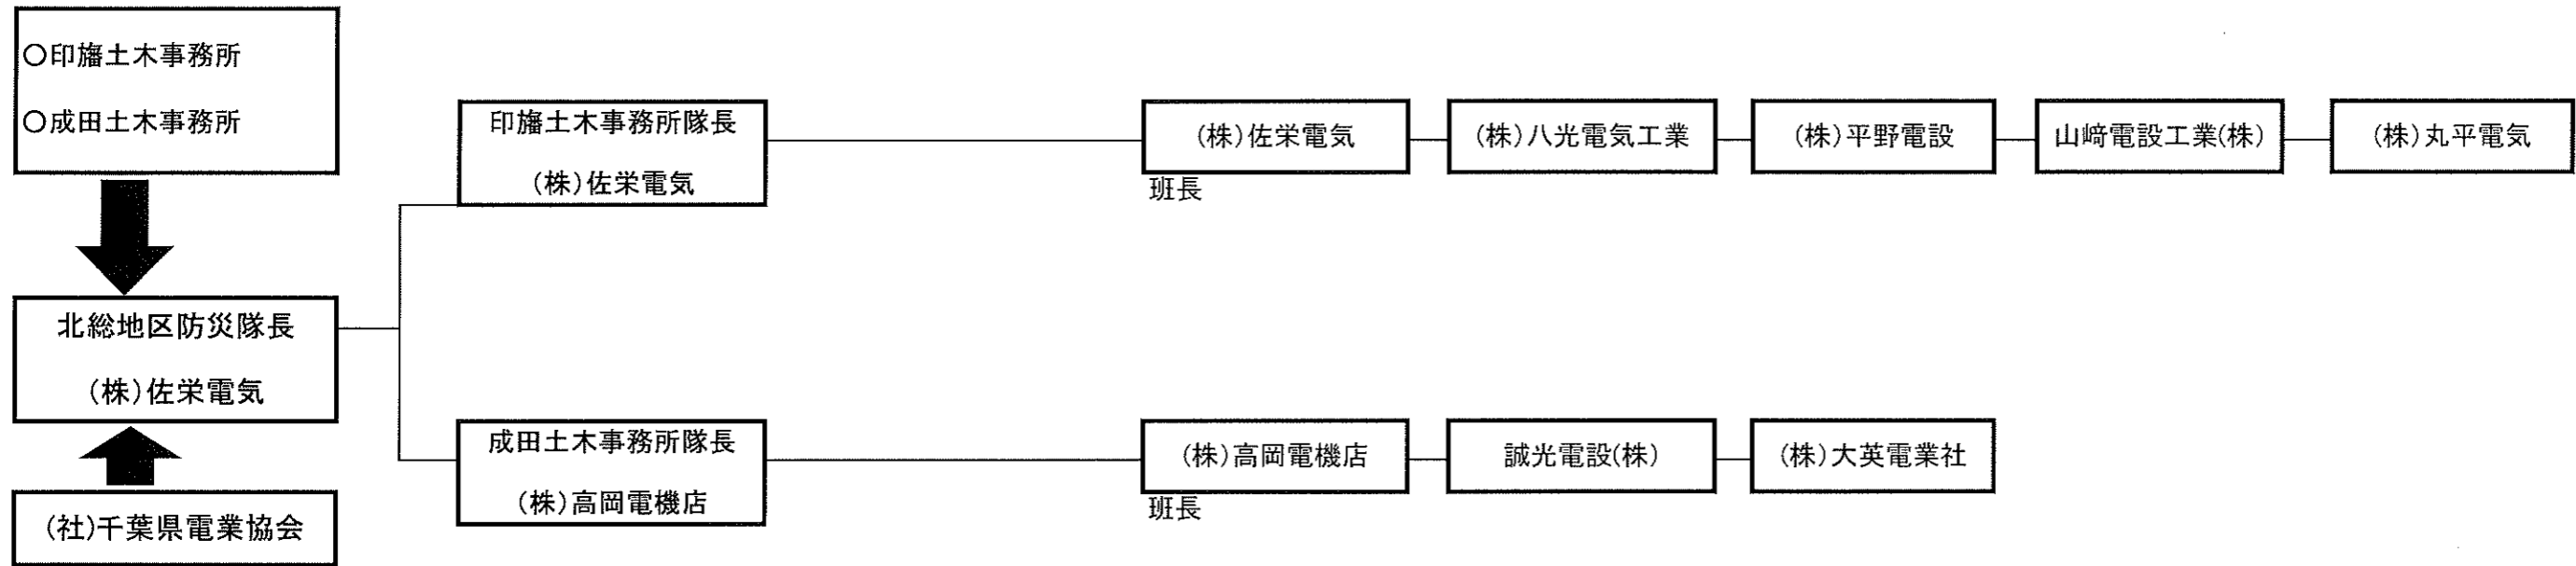 ○印旛土木事務所
○成田土木事務所
北総地区防災隊長
(株)佐栄電気
(社)千葉県電業協会
印旛土木事務所隊長
(株)佐栄電気
成田土木事務所隊長
(株)高岡電機店
(株)佐栄電気
班長
(株)八光電気工業
(株)平野電設
山﨑電設工業(株)
(株)丸平電気
(株)高岡電機店
班長
誠光電設(株)
(株)大英電業社